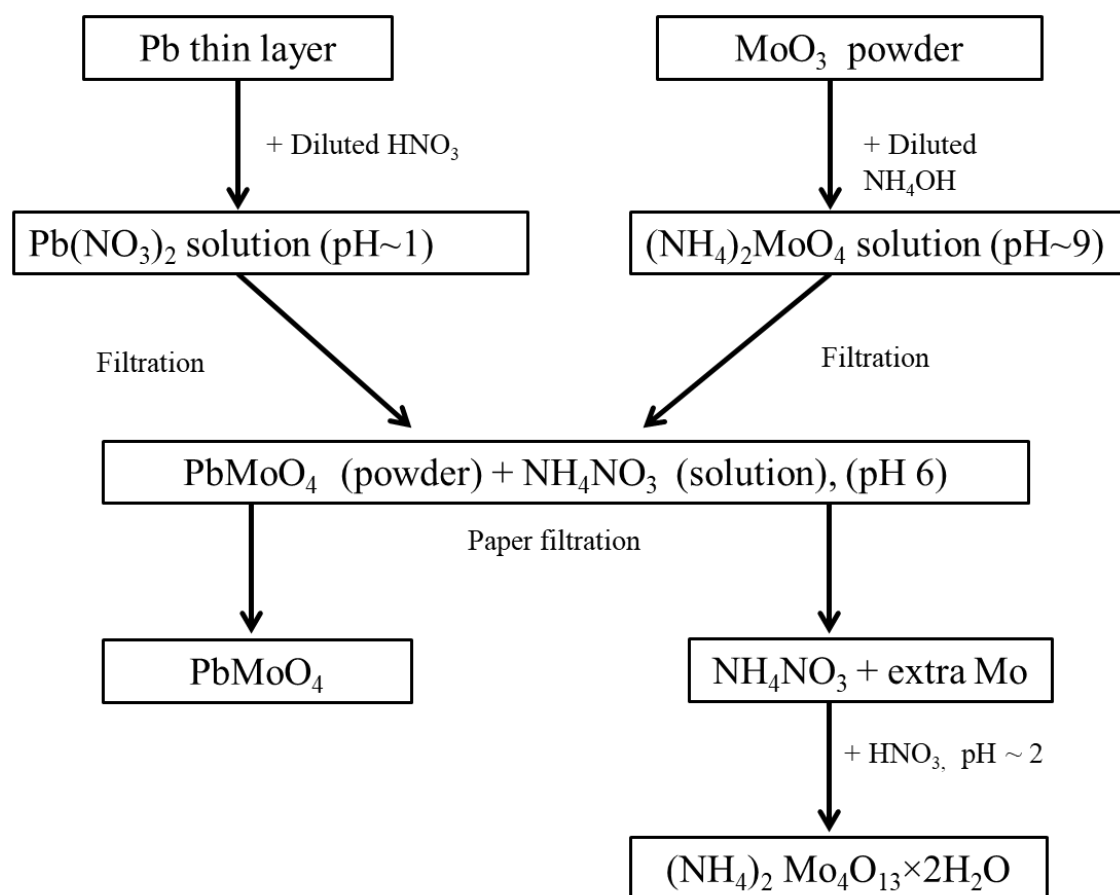 Pb thin layer
MoO₃ powder
+ Diluted HNO₃
+ Diluted
NH₄OH
Pb(NO₃)₂ solution (pH~1)
(NH₄)₂MoO₄ solution (pH~9)
Filtration
Filtration
PbMoO₄ (powder) + NH₄NO₃ (solution), (pH 6)
Paper filtration
PbMoO₄
NH₄NO₃ + extra Mo
+ HNO₃, pH ~ 2
(NH₄)₂ Mo₄O₁₃×2H₂O